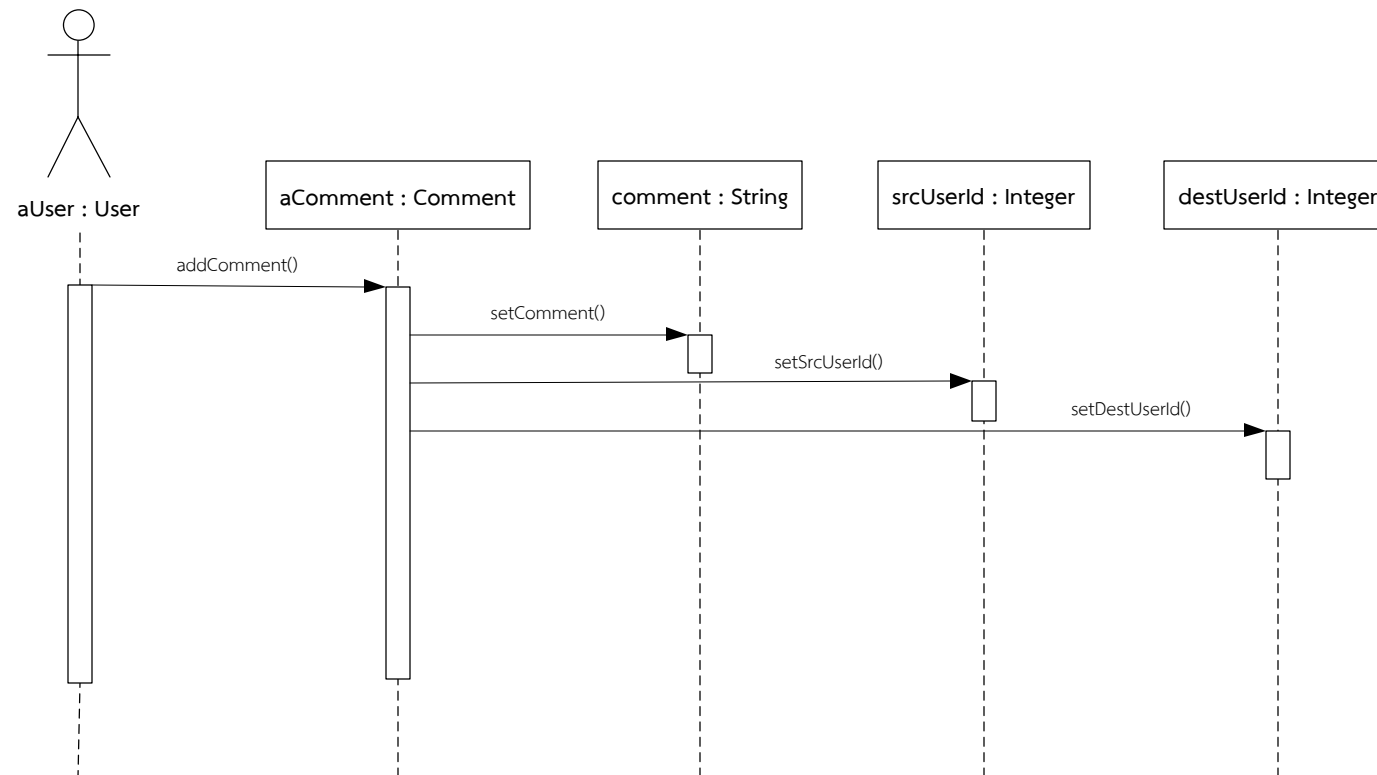 aUser : User
aComment : Comment
comment : String
srcUserId : Integer
destUserId : Integer
addComment()
setComment()
setSrcUserId()
setDestUserId()